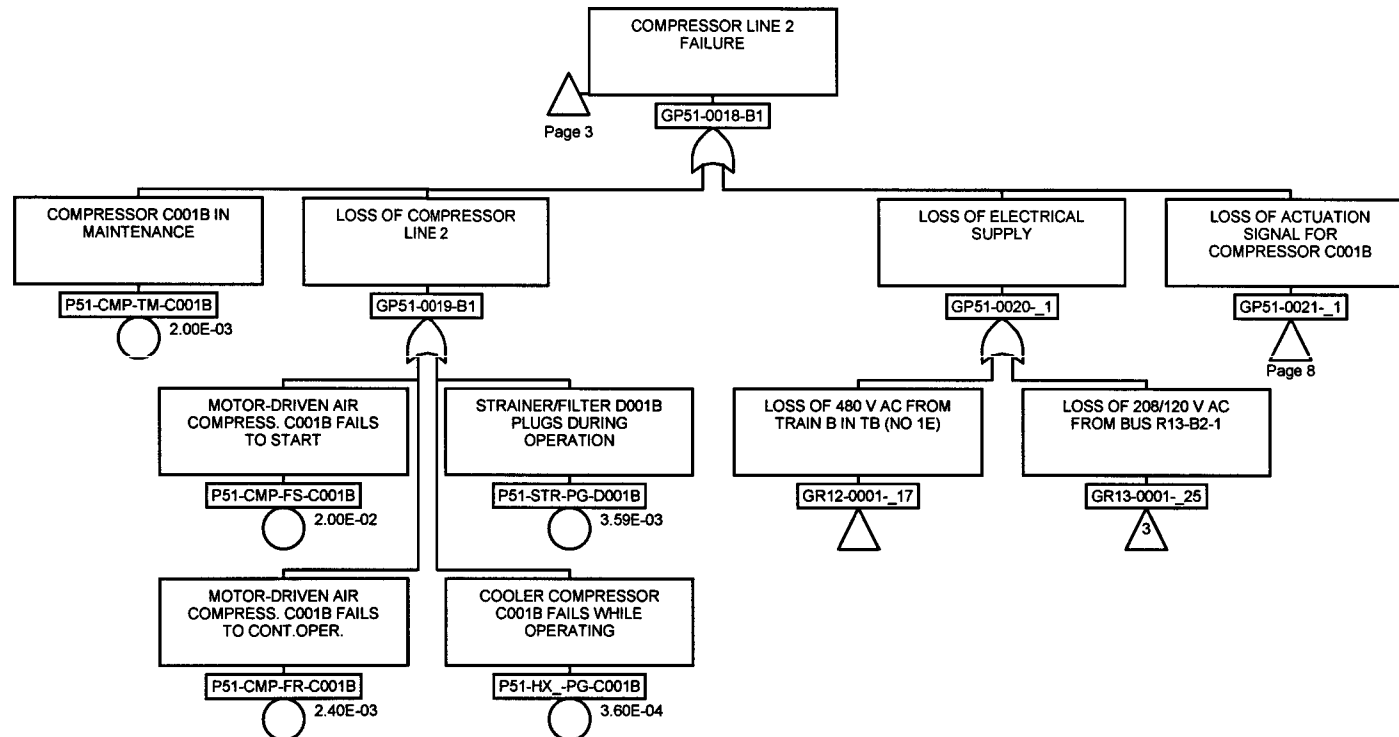 COMPRESSOR LINE 2
FAILURE
Page 3
GP51-0018-B1
COMPRESSOR C001B IN
MAINTENANCE
P51-CMP-TM-C001B
2.00E-03
LOSS OF COMPRESSOR
LINE 2
GP51-0019-B1
LOSS OF ELECTRICAL
SUPPLY
GP51-0020-_1
LOSS OF ACTUATION
SIGNAL FOR
COMPRESSOR C001B
GP51-0021-_1
Page 8
MOTOR-DRIVEN AIR
COMPRESS. C001B FAILS
TO START
P51-CMP-FS-C001B
2.00E-02
STRAINER/FILTER D001B
PLUGS DURING
OPERATION
P51-STR-PG-D001B
3.59E-03
LOSS OF 480 V AC FROM
TRAIN B IN TB (NO 1E)
GR12-0001-_17
LOSS OF 208/120 V AC
FROM BUS R13-B2-1
GR13-0001-_25
3
MOTOR-DRIVEN AIR
COMPRESS. C001B FAILS
TO CONT.OPER.
P51-CMP-FR-C001B
2.40E-03
COOLER COMPRESSOR
C001B FAILS WHILE
OPERATING
P51-HX_-PG-C001B
3.60E-04